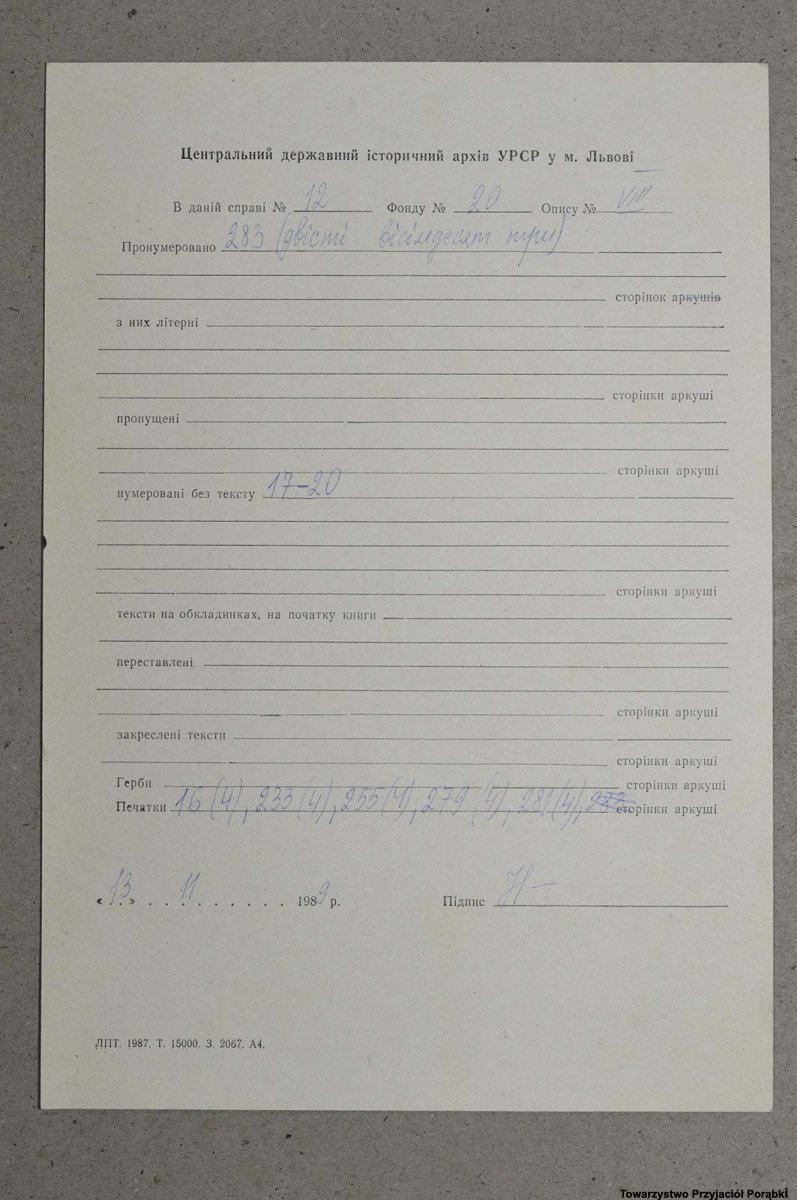 Центральний державний історичний архів УРСР у м. Львові
В даній справі № 12 Фонду № 20 Опису № VIII
Пронумеровано 283 (двісті вісімдесят три)
сторінок аркушів
з них літерні
сторінки аркуші
пропущені
сторінки аркуші
нумеровані без тексту 17-20
сторінки аркуші
тексти на обкладинках, на початку книги
переставлені
сторінки аркуші
закреслені тексти
сторінки аркуші
Герби сторінки аркуші
Печатки 16 (4), 233 (4), 255 (4), 279 (4), 281 (4), 283 сторінки аркуші
«13» 11 1989 р. Підпис
ДПТ. 1987. Т. 15000. З. 2067. А4.
Towarzystwo Przyjaciół Porąbki